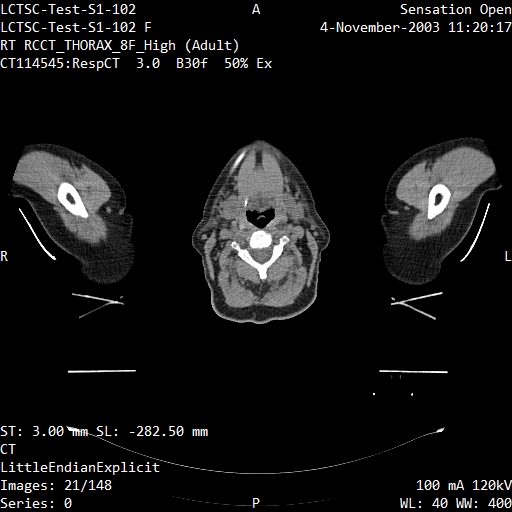 LCTSC-Test-S1-102
A
Sensation Open
LCTSC-Test-S1-102 F
4-November-2003 11:20:17
RT RCCT_THORAX_8F_High (Adult)
CT114545:RespCT 3.0 B30f 50% Ex
R
L
ST: 3.00 mm SL: -282.50 mm
CT
LittleEndianExplicit
Images: 21/148
100 mA 120kV
Series: 0
P
WL: 40 WW: 400